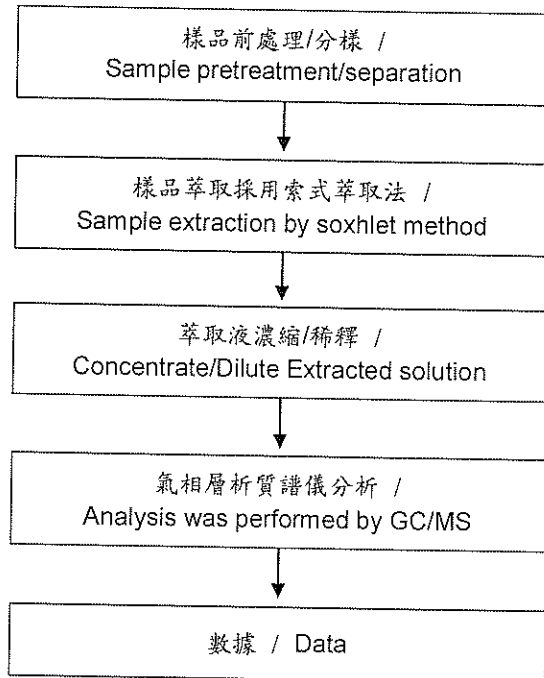 樣品前處理/分樣 /
Sample pretreatment/separation
樣品萃取採用索式萃取法 /
Sample extraction by soxhlet method
萃取液濃縮/稀釋 /
Concentrate/Dilute Extracted solution
氣相層析質譜儀分析 /
Analysis was performed by GC/MS
數據 / Data